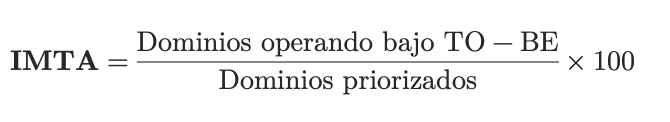 IMTA = Dominios operando bajo TO − BE / Dominios priorizados × 100